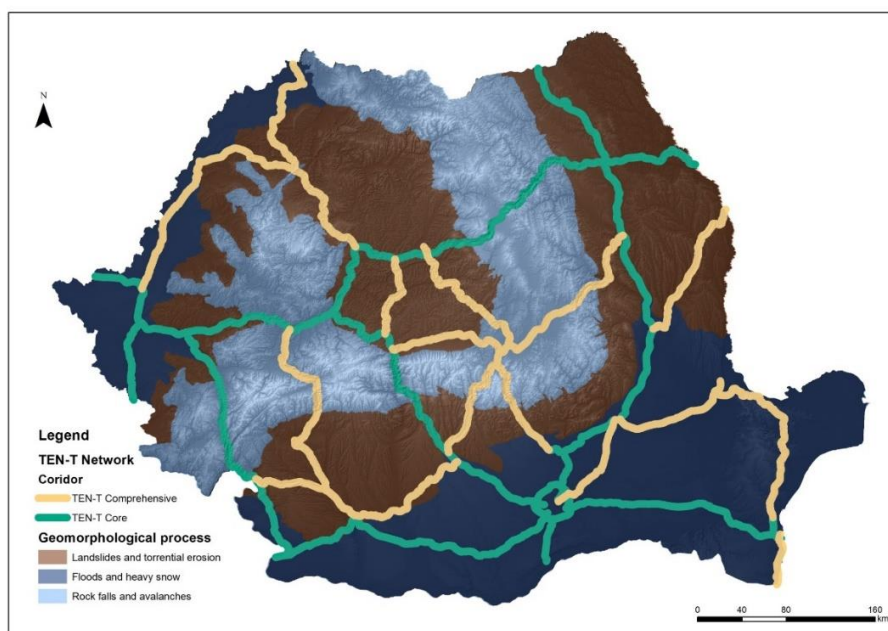 N
Legend
TEN-T Network
Coridor
TEN-T Comprehensive
TEN-T Core
Geomorphological process
Landslides and torrential erosion
Floods and heavy snow
Rock falls and avalanches
0 40 80 160
km